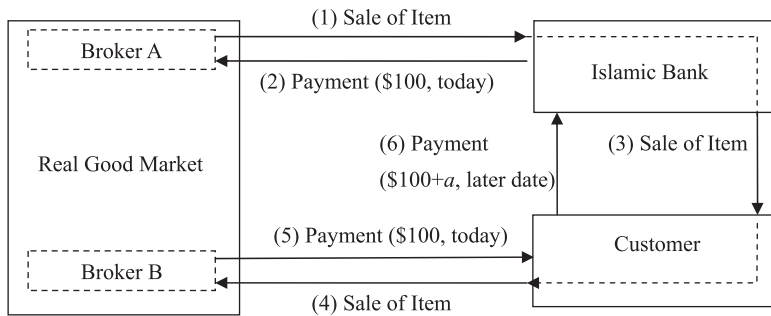 (1) Sale of Item
Broker A
(2) Payment ($100, today)
Islamic Bank
(6) Payment
($100+a, later date)
(3) Sale of Item
Real Good Market
(5) Payment ($100, today)
Customer
Broker B
(4) Sale of Item